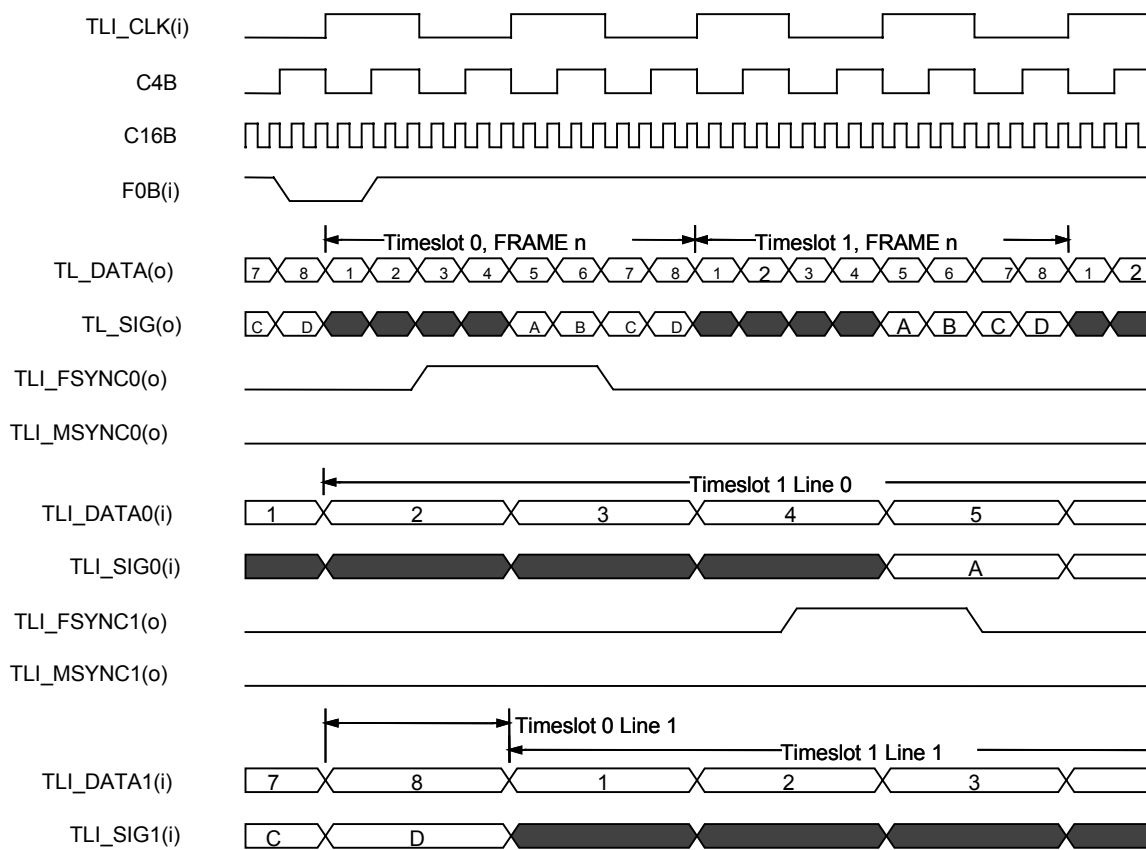 TLI_CLK(i)
C4B
C16B
F0B(i)
Timeslot 0, FRAME n Timeslot 1, FRAME n
TL_DATA(o) 7 8 1 2 3 4 5 6 7 8 1 2 3 4 5 6 7 8 1 2
TL_SIG(o) C D A B C D A B C D
TLI_FSYNC0(o)
TLI_MSYNC0(o)
Timeslot 1 Line 0
TLI_DATA0(i) 1 2 3 4 5
TLI_SIG0(i) A
TLI_FSYNC1(o)
TLI_MSYNC1(o)
Timeslot 0 Line 1
Timeslot 1 Line 1
TLI_DATA1(i) 7 8 1 2 3
TLI_SIG1(i) C D